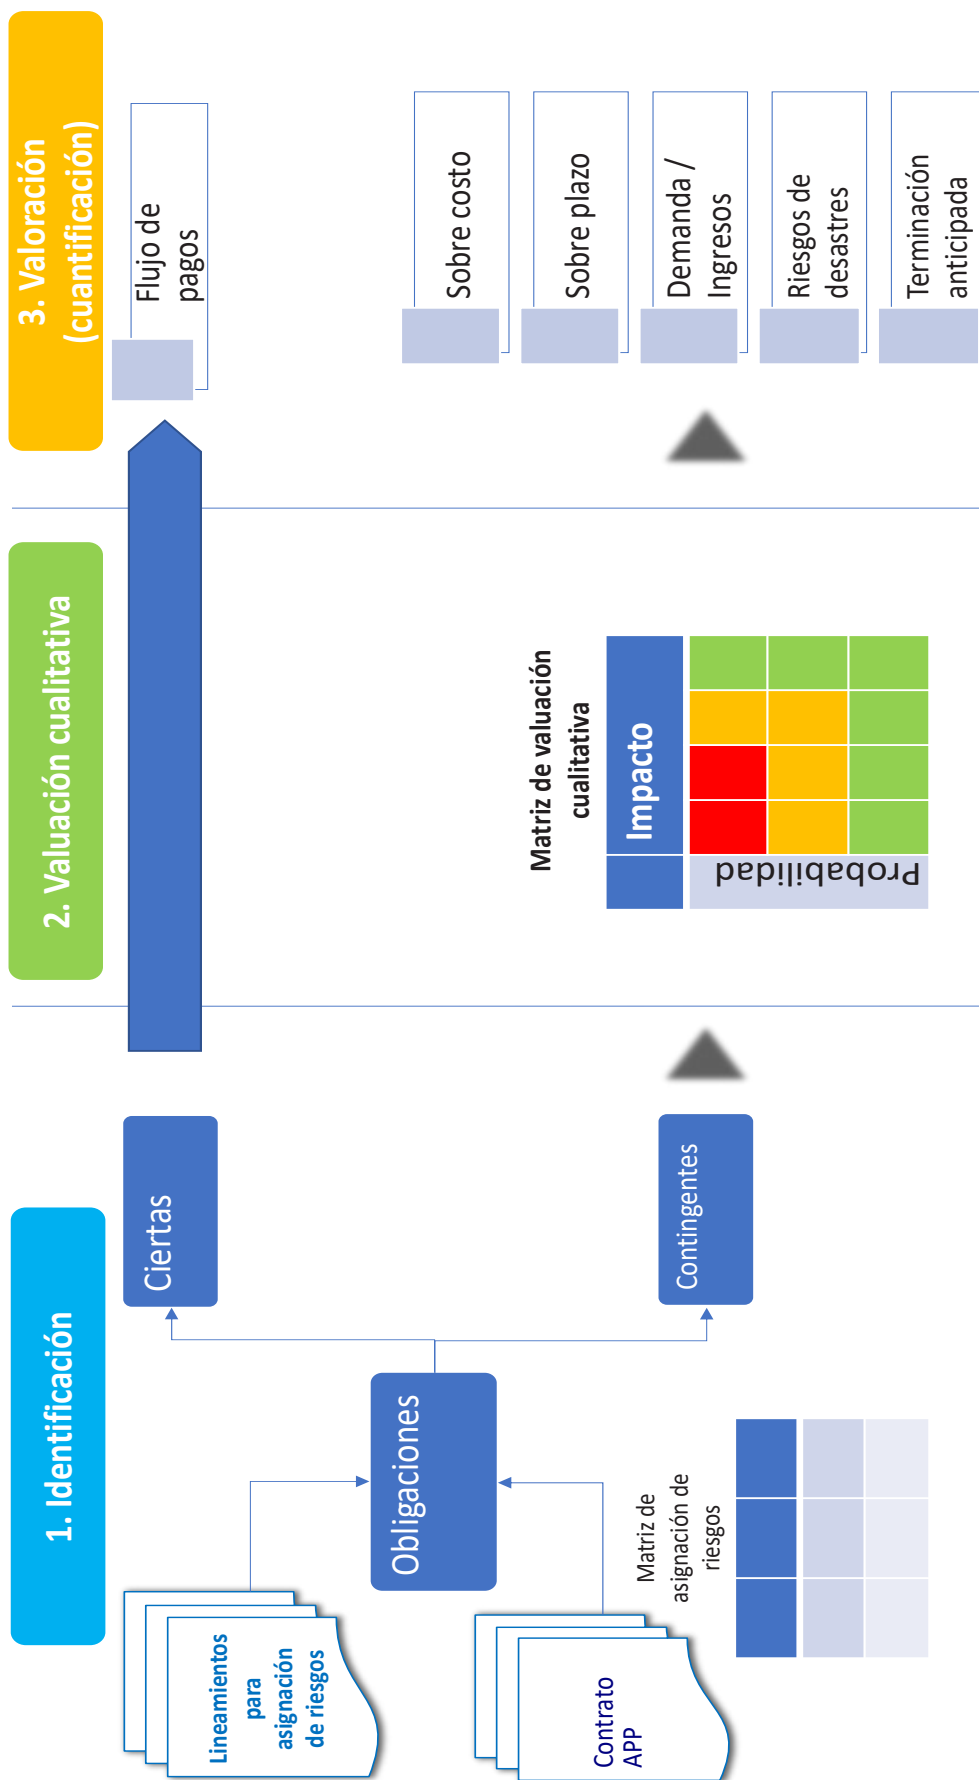 1. Identificación
Lineamientos
para
asignación
de riesgos
Contrato
APP
Obligaciones
Ciertas
Contingentes
Matriz de
asignación de
riesgos
2. Valuación cualitativa
Matriz de valuación
cualitativa
Impacto
Probabilidad
3. Valoración
(cuantificación)
Flujo de
pagos
Sobre costo
Sobre plazo
Demanda /
Ingresos
Riesgos de
desastres
Terminación
anticipada